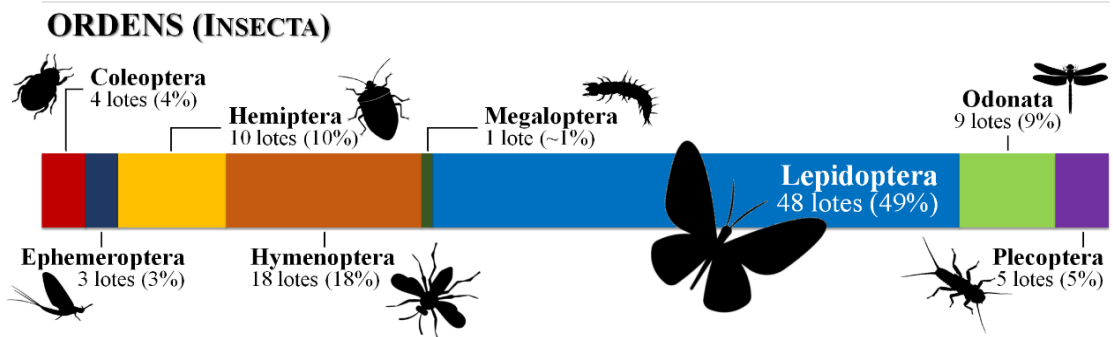 ORDENS (INSECTA)
Coleoptera
4 lotes (4%)
Hemiptera
10 lotes (10%)
Megaloptera
1 lote (~1%)
Odonata
9 lotes (9%)
Lepidoptera
48 lotes (49%)
Ephemeroptera
3 lotes (3%)
Hymenoptera
18 lotes (18%)
Plecoptera
5 lotes (5%)